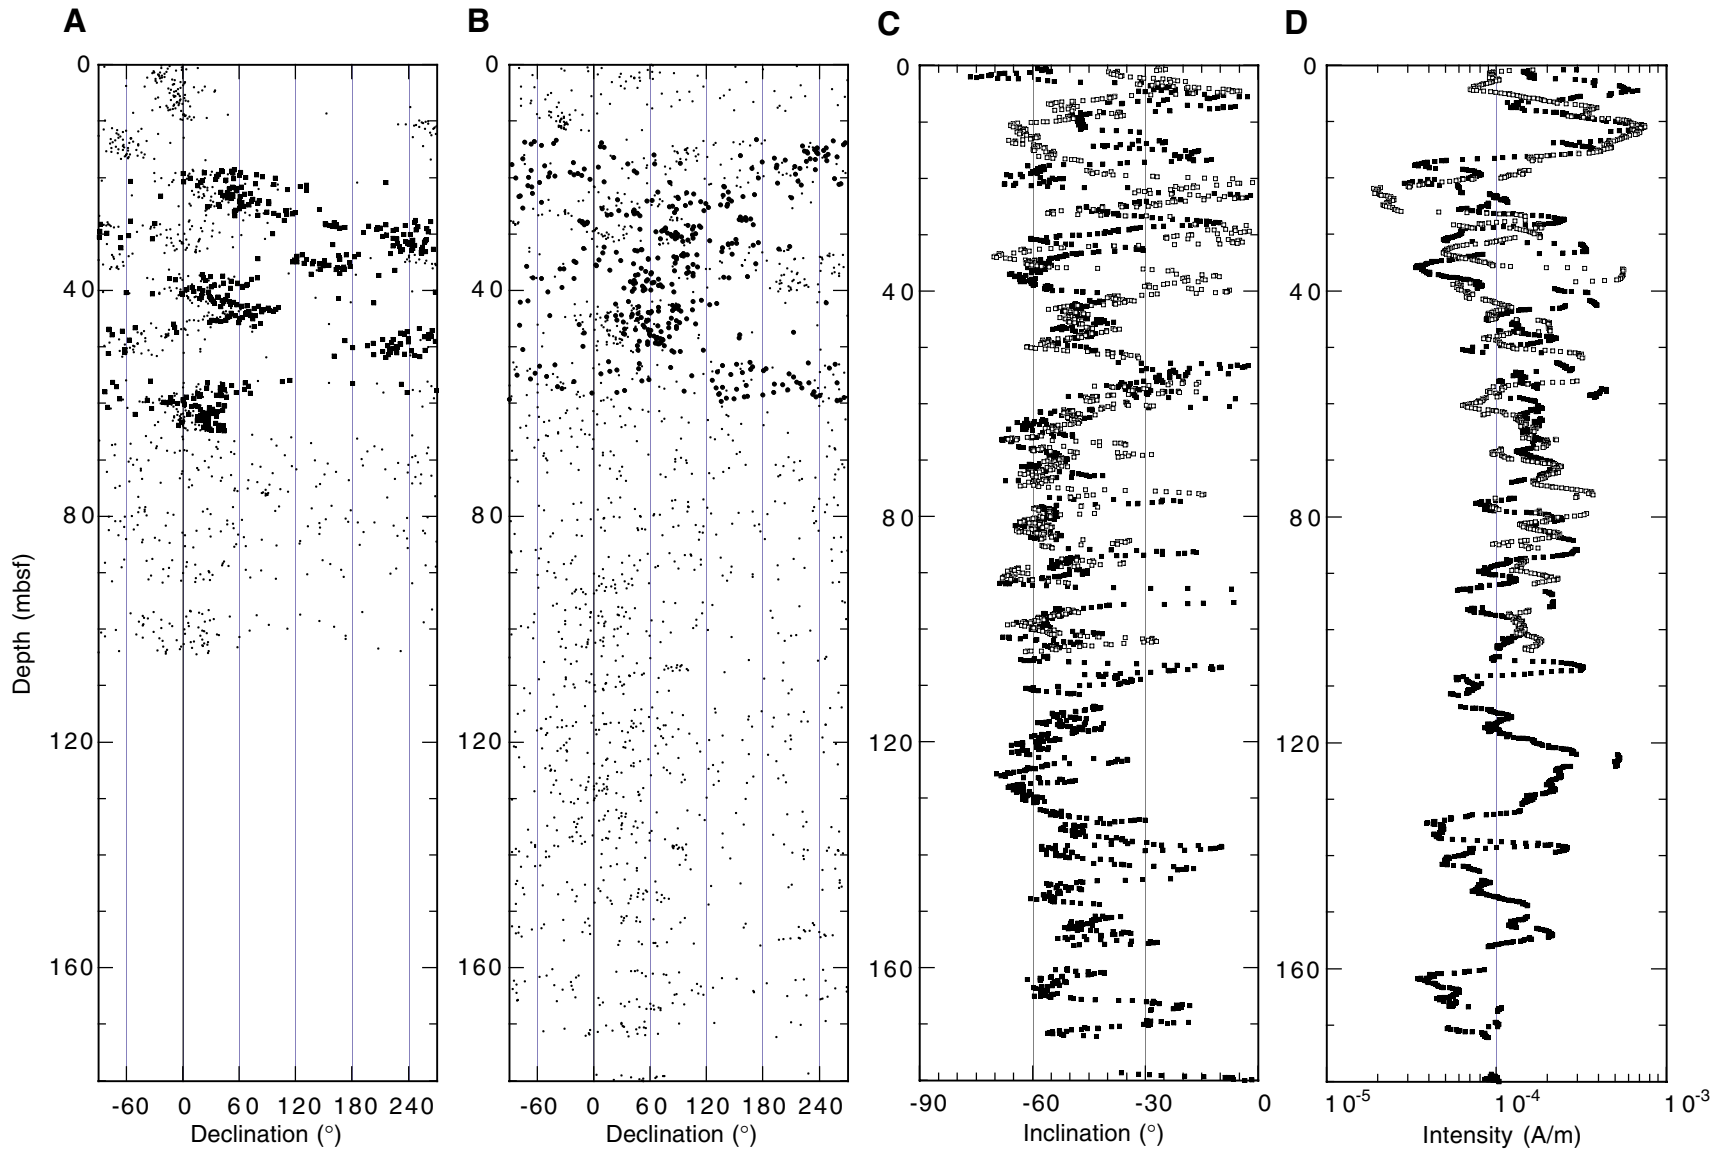 A B C D
0 0 0 0
40 40 40 40
80 80 80 80
Depth (mbsf)
120 120 120 120
160 160 160 160
-60 0 60 120 180 240 -60 0 60 120 180 240 -90 -60 -30 0 10-5 10-4 10-3
Declination (°) Declination (°) Inclination (°) Intensity (A/m)